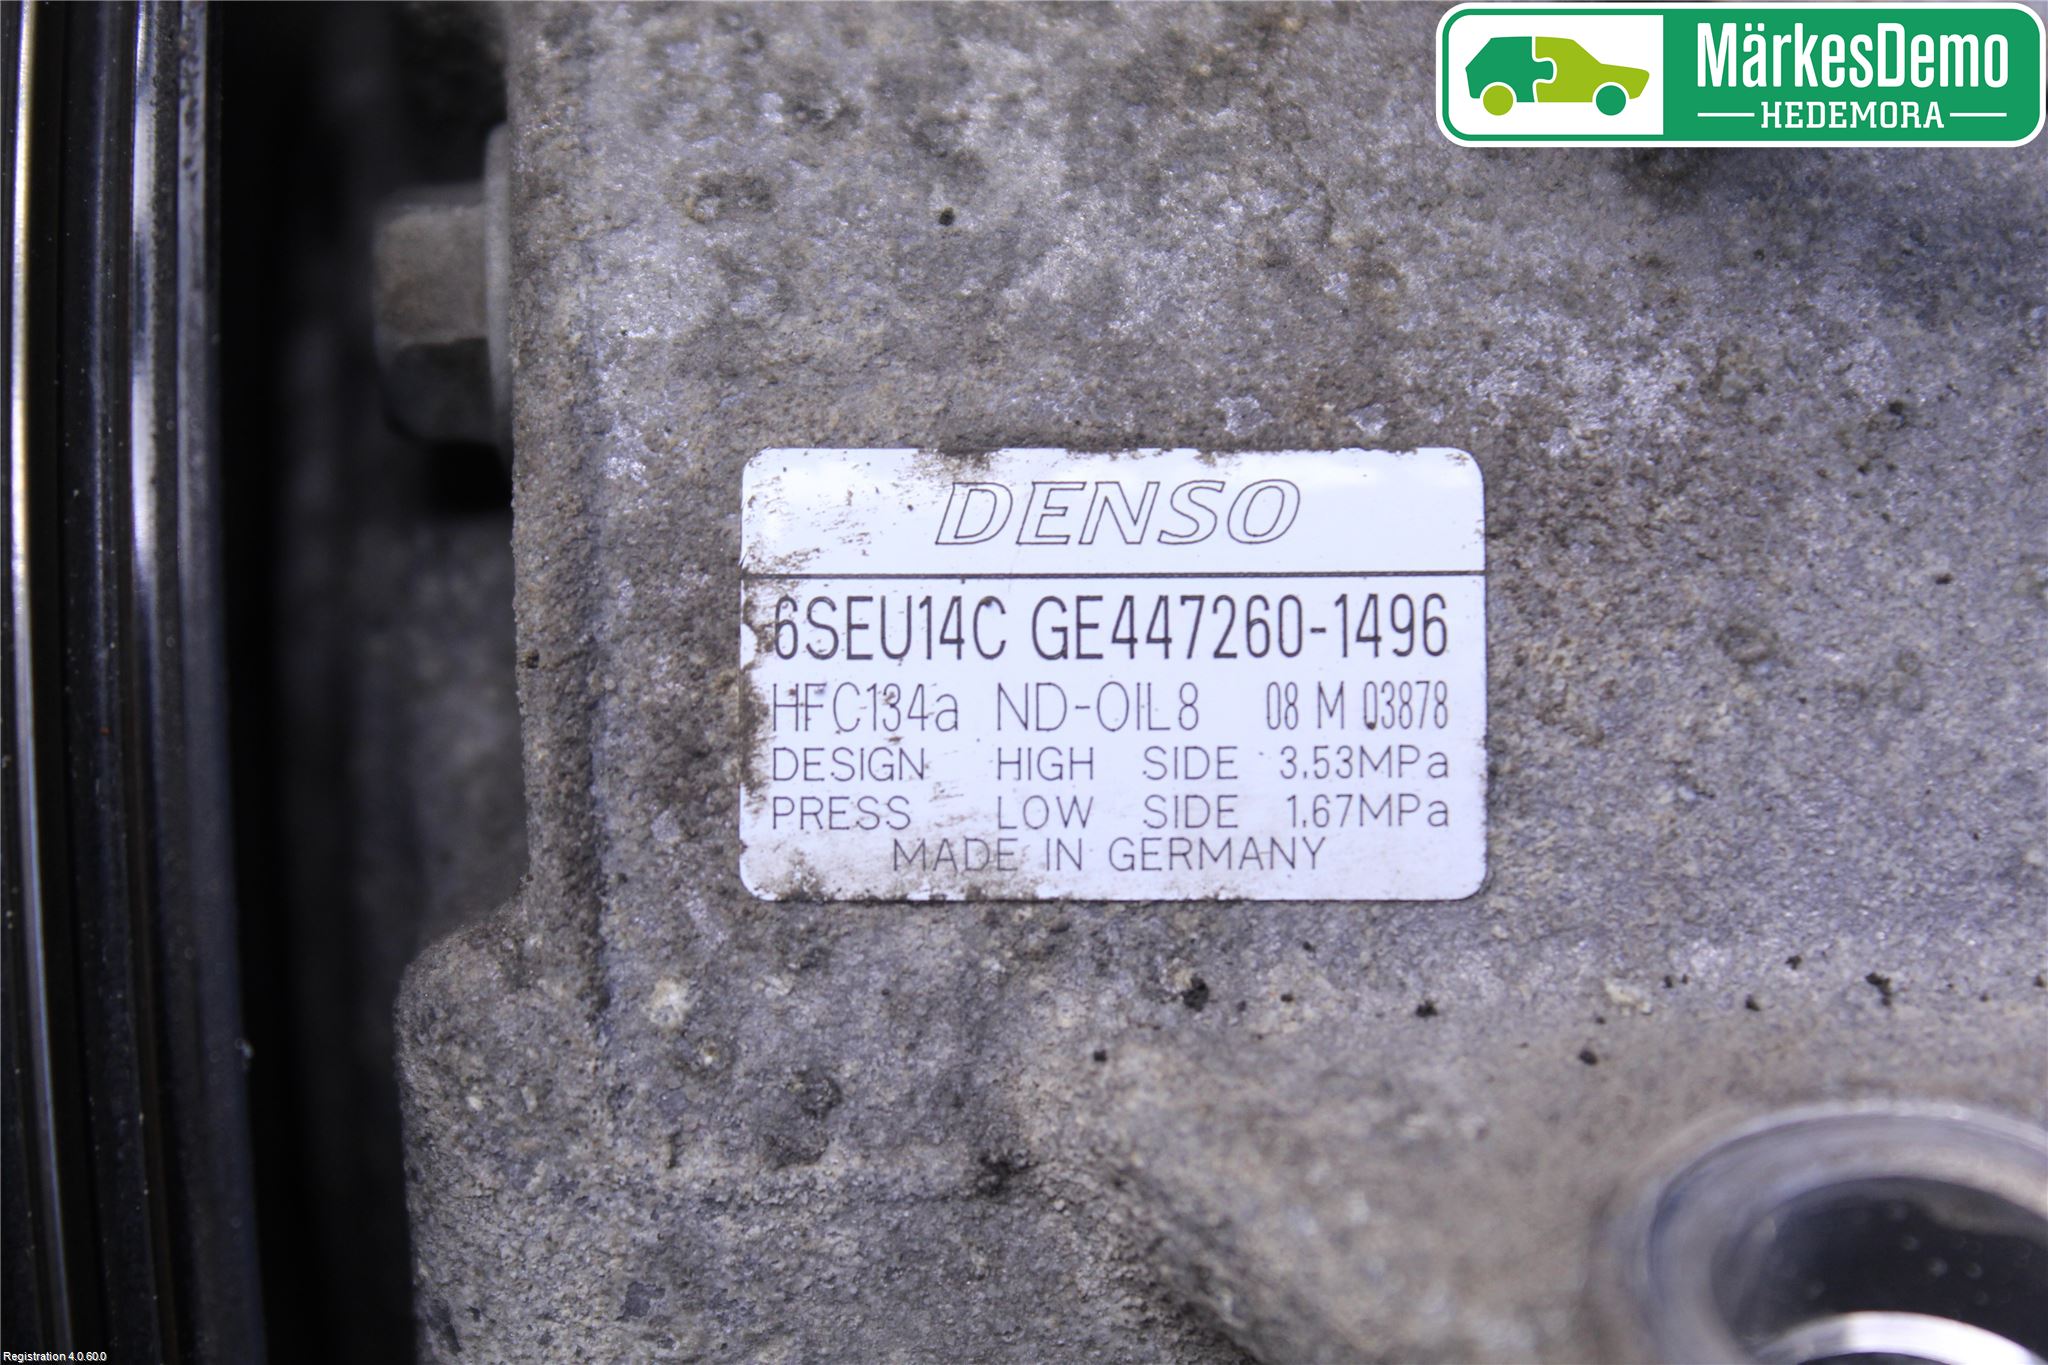 MärkesDemo
HEDEMORA
DENSO
6SEU14C GE447260-1496
HFC134a ND-OIL8 08 M 03878
DESIGN HIGH SIDE 3.53MPa
PRESS LOW SIDE 1.67MPa
MADE IN GERMANY
Registration 4.0.60.0